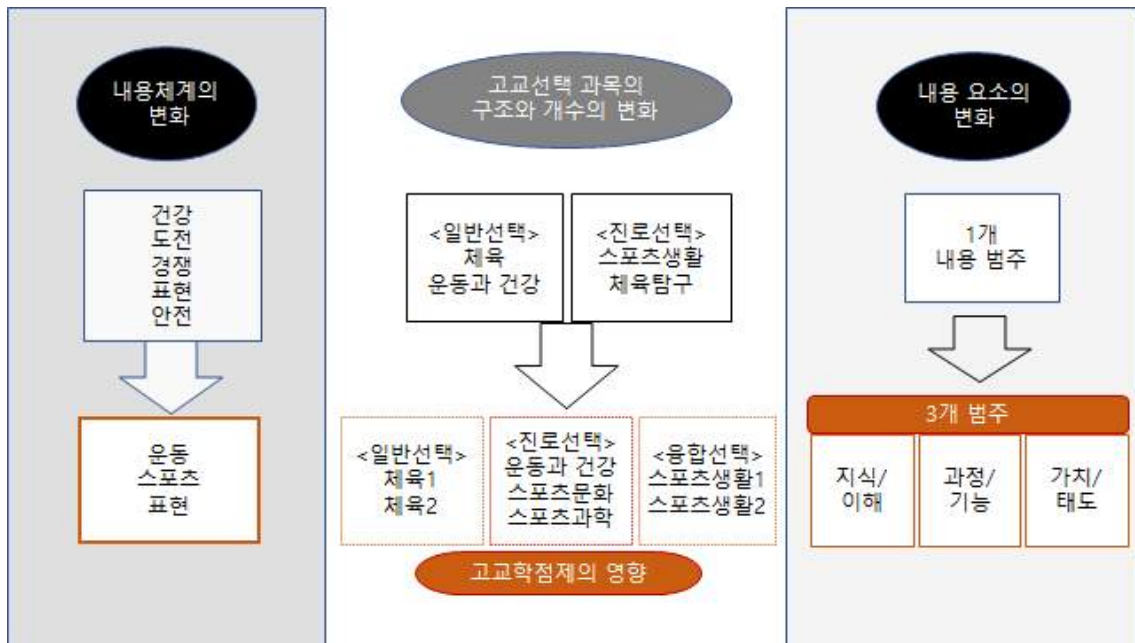 내용체계의
변화
건강
도전
경쟁
표현
안전
운동
스포츠
표현
고교선택 과목의
구조와 개수의 변화
<일반선택>
체육
운동과 건강
<진로선택>
스포츠생활
체육탐구
<일반선택>
체육1
체육2
<진로선택>
운동과 건강
스포츠문화
스포츠과학
<융합선택>
스포츠생활1
스포츠생활2
고교학점제의 영향
내용 요소의
변화
1개
내용 범주
3개 범주
지식/
이해
과정/
기능
가치/
태도